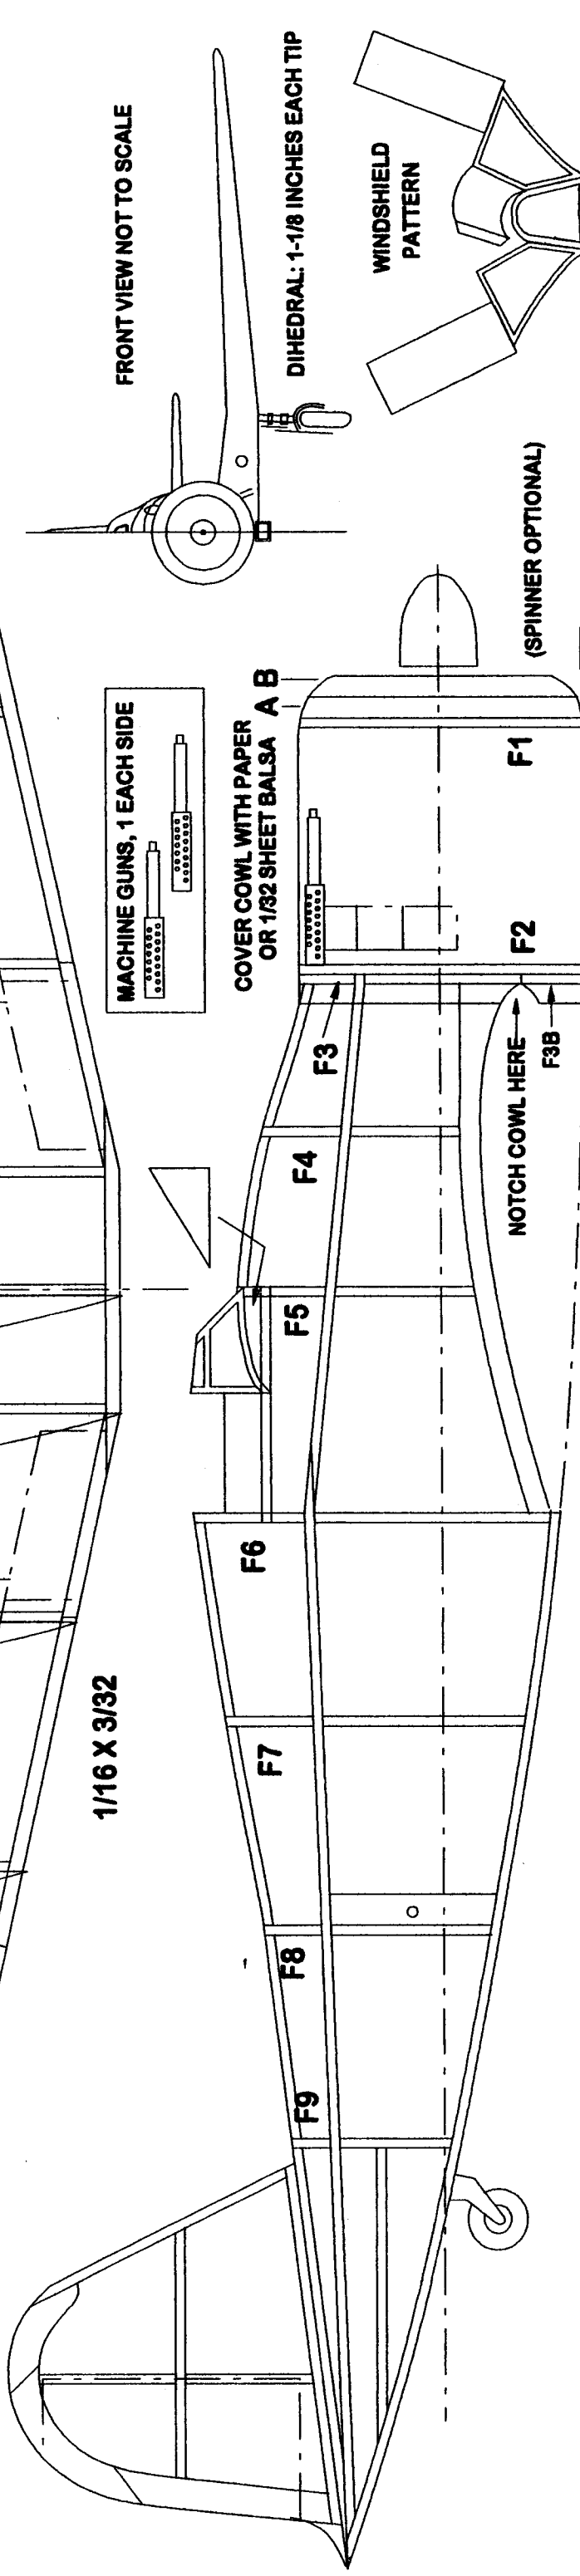 FRONT VIEW NOT TO SCALE
DIHEDRAL: 1-1/8 INCHES EACH TIP
WINDSHIELD
PATTERN
MACHINE GUNS, 1 EACH SIDE
COVER COWL WITH PAPER
OR 1/32 SHEET BALSA
A
B
(SPINNER OPTIONAL)
F1
F2
F3
NOTCH COWL HERE
F3B
F4
F5
F6
1/16 X 3/32
F7
F8
F9